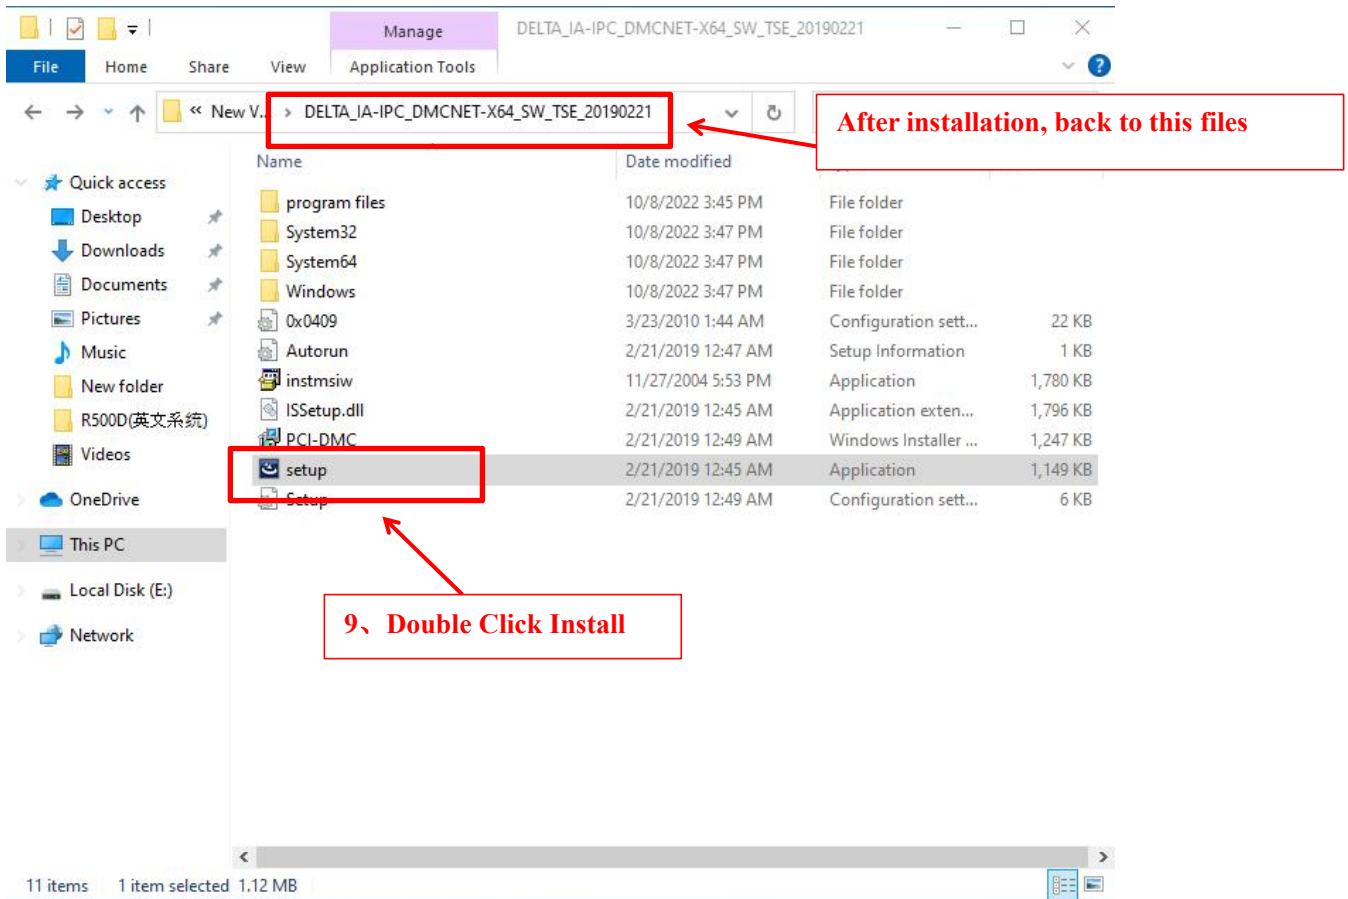 Manage
DELTA_IA-IPC_DMCNET-X64_SW_TSE_20190221
File Home Share View Application Tools
« New V... › DELTA_IA-IPC_DMCNET-X64_SW_TSE_20190221
After installation, back to this files
Name Date modified
Quick access
Desktop
Downloads
Documents
Pictures
Music
New folder
R500D(英文系统)
Videos
OneDrive
This PC
Local Disk (E:)
Network
program files 10/8/2022 3:45 PM File folder
System32 10/8/2022 3:47 PM File folder
System64 10/8/2022 3:47 PM File folder
Windows 10/8/2022 3:47 PM File folder
0x0409 3/23/2010 1:44 AM Configuration sett... 22 KB
Autorun 2/21/2019 12:47 AM Setup Information 1 KB
instmsiw 11/27/2004 5:53 PM Application 1,780 KB
ISSetup.dll 2/21/2019 12:45 AM Application exten... 1,796 KB
PCI-DMC 2/21/2019 12:49 AM Windows Installer ... 1,247 KB
setup 2/21/2019 12:45 AM Application 1,149 KB
Setup 2/21/2019 12:49 AM Configuration sett... 6 KB
9、Double Click Install
11 items 1 item selected 1.12 MB